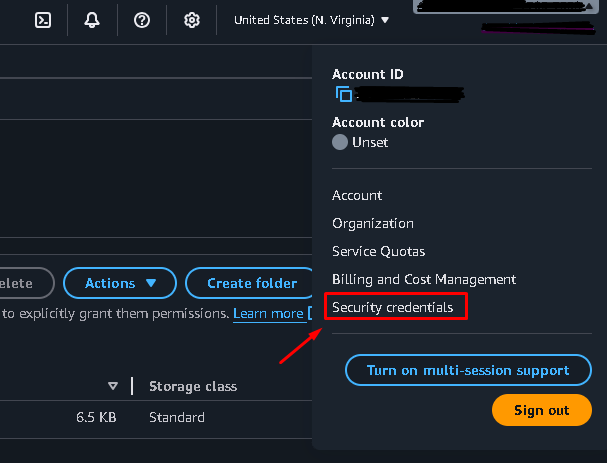 United States (N. Virginia)
Account ID
Account color
Unset
Account
Organization
Service Quotas
Billing and Cost Management
Security credentials
elete
Actions
Create folder
to explicitly grant them permissions. Learn more
Turn on multi-session support
Storage class
Sign out
6.5 KB
Standard